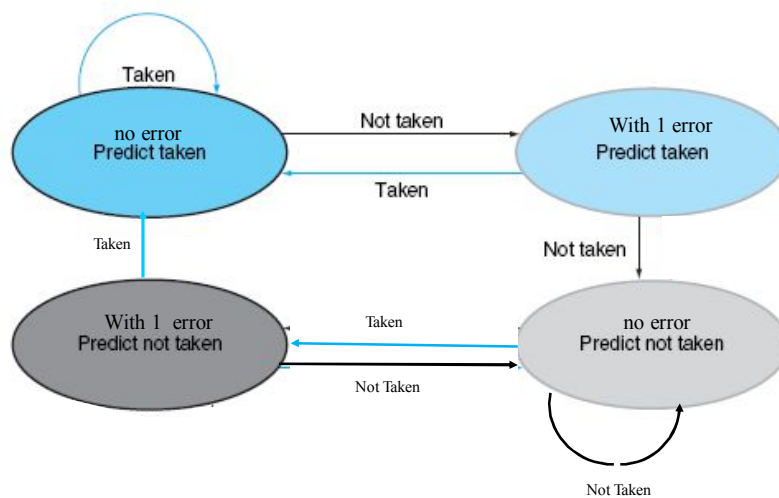 Taken
no error
Predict taken
Not taken
With 1 error
Predict taken
Taken
Taken
Not taken
With 1 error
Predict not taken
Taken
no error
Predict not taken
Not Taken
Not Taken